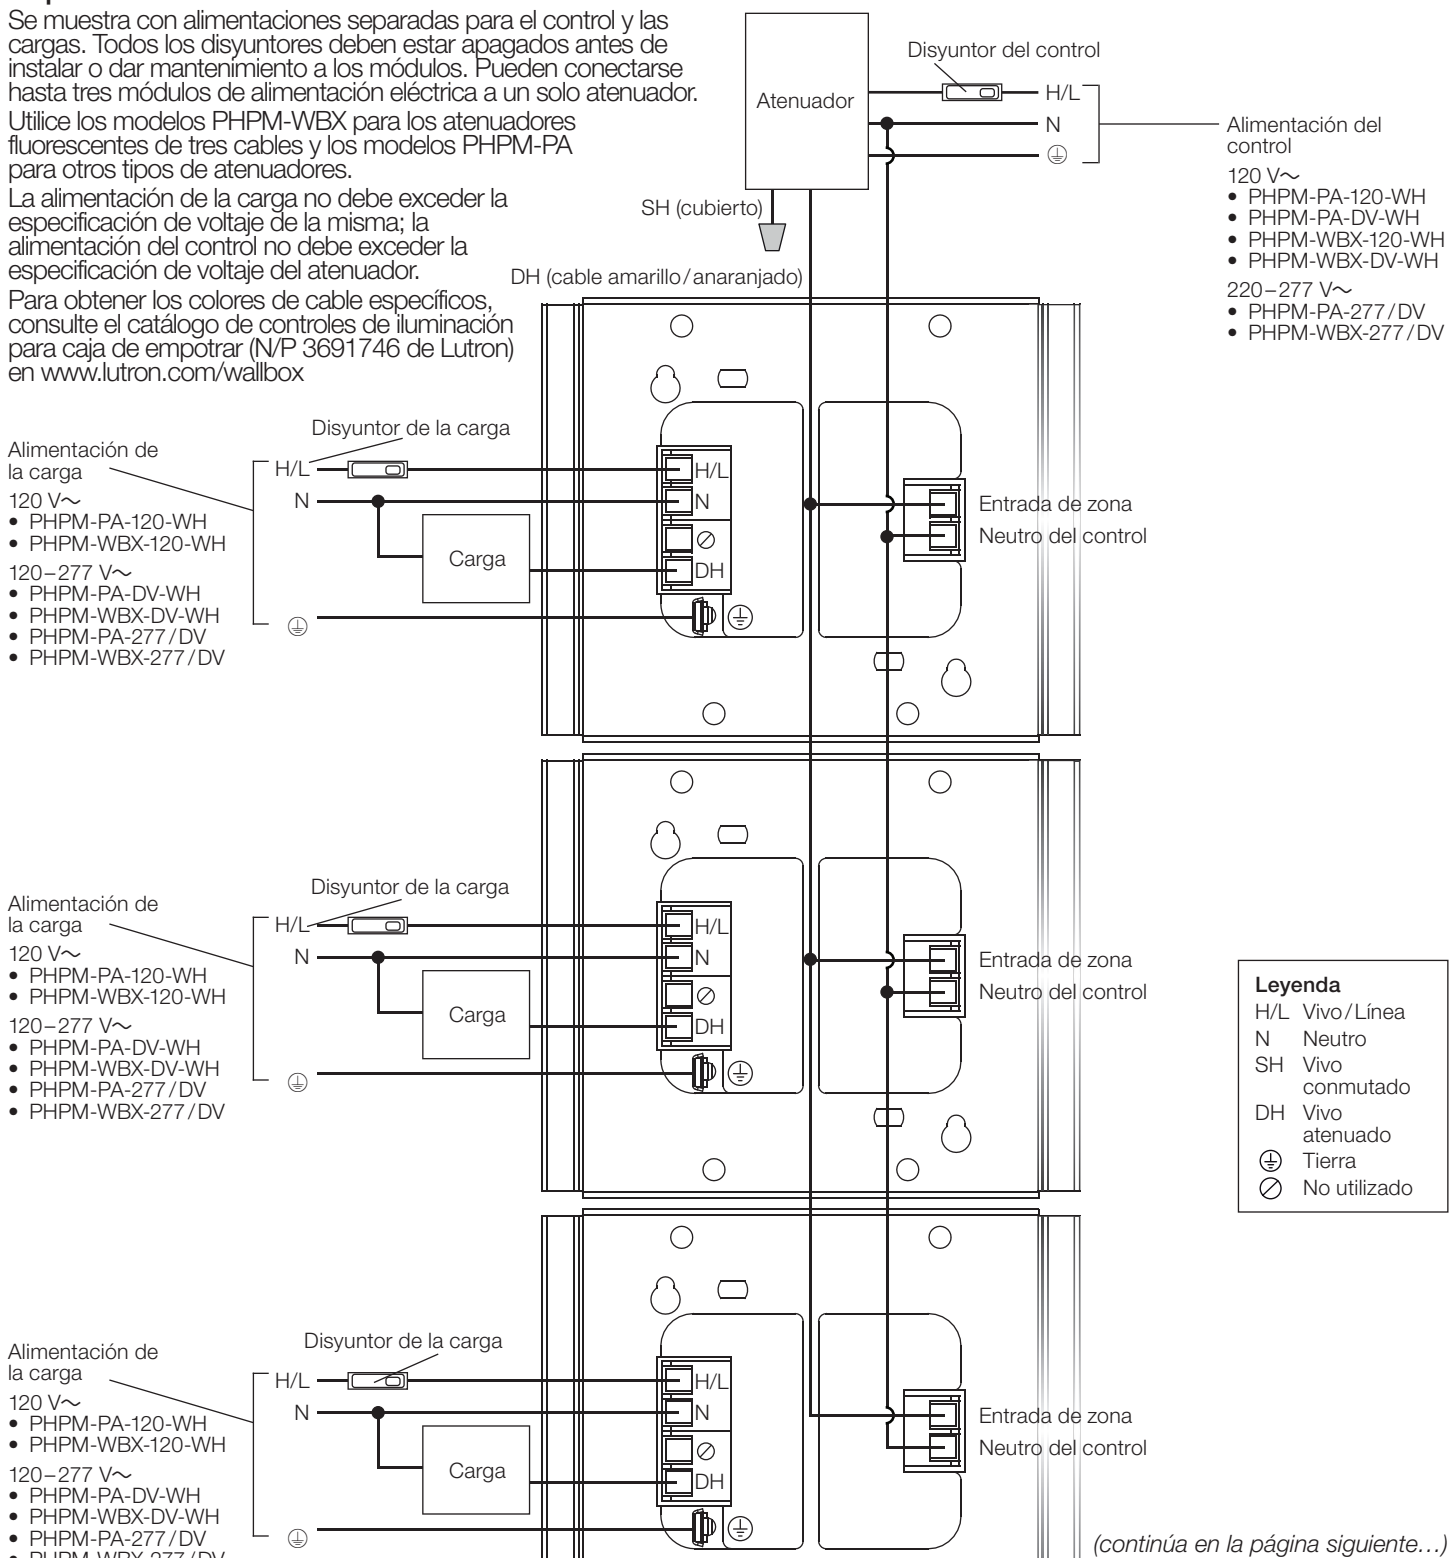 Se muestra con alimentaciones separadas para el control y las
cargas. Todos los disyuntores deben estar apagados antes de
instalar o dar mantenimiento a los módulos. Pueden conectarse
hasta tres módulos de alimentación eléctrica a un solo atenuador.
Utilice los modelos PHPM-WBX para los atenuadores
fluorescentes de tres cables y los modelos PHPM-PA
para otros tipos de atenuadores.
La alimentación de la carga no debe exceder la
especificación de voltaje de la misma; la
alimentación del control no debe exceder la
especificación de voltaje del atenuador.
Para obtener los colores de cable específicos,
consulte el catálogo de controles de iluminación
para caja de empotrar (N/P 3691746 de Lutron)
en www.lutron.com/wallbox
Atenuador
Disyuntor del control
H/L
N
Alimentación del
control
120 V~
• PHPM-PA-120-WH
• PHPM-PA-DV-WH
• PHPM-WBX-120-WH
• PHPM-WBX-DV-WH
220–277 V~
• PHPM-PA-277/DV
• PHPM-WBX-277/DV
SH (cubierto)
DH (cable amarillo/anaranjado)
Alimentación de
la carga
120 V~
• PHPM-PA-120-WH
• PHPM-WBX-120-WH
120–277 V~
• PHPM-PA-DV-WH
• PHPM-WBX-DV-WH
• PHPM-PA-277/DV
• PHPM-WBX-277/DV
Disyuntor de la carga
H/L
N
Carga
H/L
N
DH
Entrada de zona
Neutro del control
Alimentación de
la carga
120 V~
• PHPM-PA-120-WH
• PHPM-WBX-120-WH
120–277 V~
• PHPM-PA-DV-WH
• PHPM-WBX-DV-WH
• PHPM-PA-277/DV
• PHPM-WBX-277/DV
Disyuntor de la carga
H/L
N
Carga
H/L
N
DH
Entrada de zona
Neutro del control
Leyenda
H/L Vivo/Línea
N Neutro
SH Vivo
conmutado
DH Vivo
atenuado
Tierra
No utilizado
Alimentación de
la carga
120 V~
• PHPM-PA-120-WH
• PHPM-WBX-120-WH
120–277 V~
• PHPM-PA-DV-WH
• PHPM-WBX-DV-WH
• PHPM-PA-277/DV
• PHPM-WBX-277/DV
Disyuntor de la carga
H/L
N
Carga
H/L
N
DH
Entrada de zona
Neutro del control
(continúa en la página siguiente…)